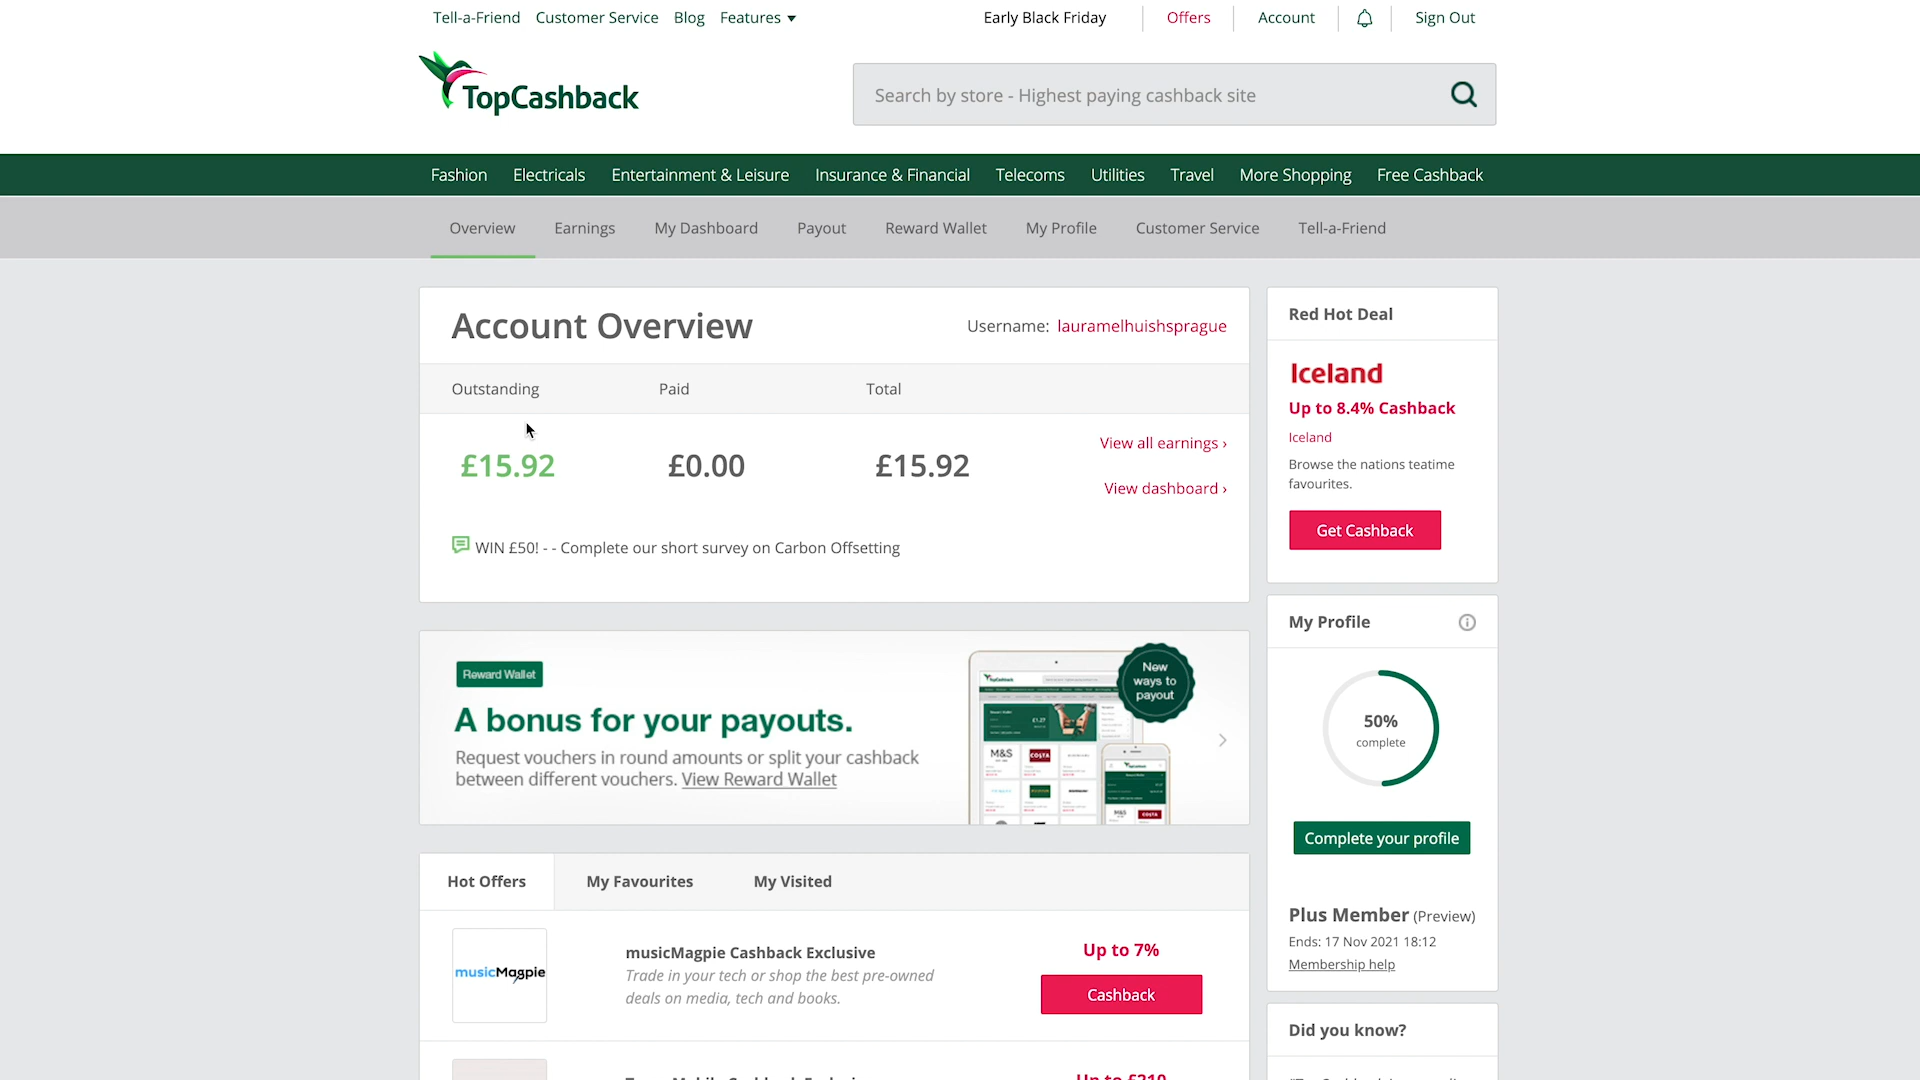 Tell-a-Friend Customer Service Blog Features Early Black Friday Offers Account Sign Out
TopCashback
Search by store - Highest paying cashback site
Fashion Electricals Entertainment & Leisure Insurance & Financial Telecoms Utilities Travel More Shopping Free Cashback
Overview Earnings My Dashboard Payout Reward Wallet My Profile Customer Service Tell-a-Friend
Account Overview
Username: lauramelhuishsprague
Outstanding Paid Total
£15.92 £0.00 £15.92
View all earnings ›
View dashboard ›
WIN £50! - - Complete our short survey on Carbon Offsetting
Reward Wallet
A bonus for your payouts.
Request vouchers in round amounts or split your cashback
between different vouchers. View Reward Wallet
New
ways to
payout
TopCashback
£1.27
M&S
COSTA
M&S
COSTA
Hot Offers My Favourites My Visited
musicMagpie
musicMagpie Cashback Exclusive
Trade in your tech or shop the best pre-owned
deals on media, tech and books.
Up to 7%
Cashback
Up to £210
Red Hot Deal
Iceland
Up to 8.4% Cashback
Iceland
Browse the nations teatime
favourites.
Get Cashback
My Profile
50%
complete
Complete your profile
Plus Member (Preview)
Ends: 17 Nov 2021 18:12
Membership help
Did you know?